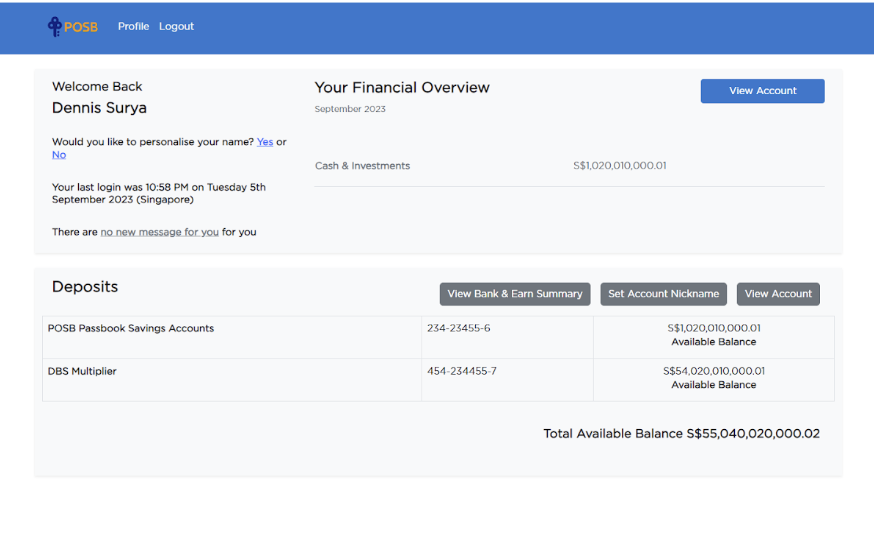 POSB Profile Logout
Welcome Back
Dennis Surya
Would you like to personalise your name? Yes or
No
Your last login was 10:58 PM on Tuesday 5th
September 2023 (Singapore)
There are no new message for you for you
Your Financial Overview
September 2023
View Account
Cash & Investments S$1,020,010,000.01
Deposits
View Bank & Earn Summary Set Account Nickname View Account
POSB Passbook Savings Accounts 234-23455-6 S$1,020,010,000.01
Available Balance
DBS Multiplier 454-234455-7 S$54,020,010,000.01
Available Balance
Total Available Balance S$55,040,020,000.02